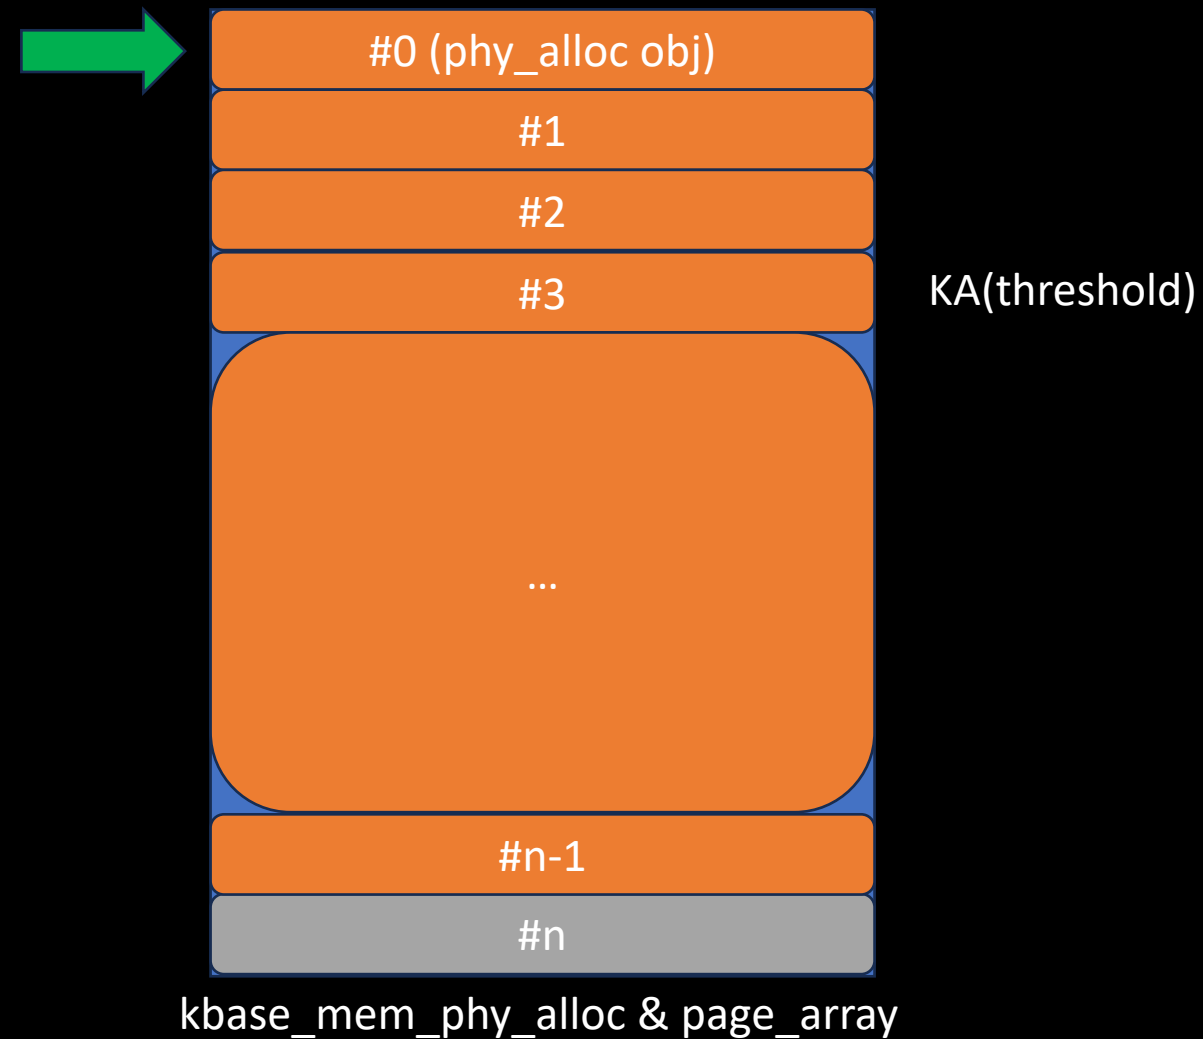 #0 (phy_alloc obj)
#1
#2
#3
KA(threshold)
...
#n-1
#n
kbase_mem_phy_alloc & page_array